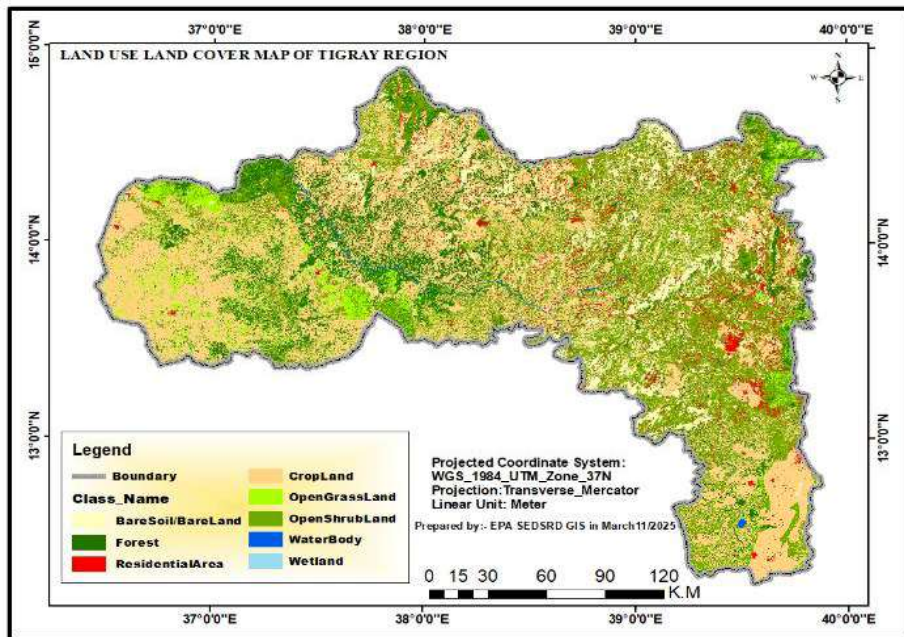 37°0'0"E 38°0'0"E 39°0'0"E 40°0'0"E
LAND USE LAND COVER MAP OF TIGRAY REGION
N
W E
S
15°0'0"N
14°0'0"N
13°0'0"N
14°0'0"N
13°0'0"N
Legend
Boundary
Class_Name
BareSoil/BareLand
Forest
ResidentialArea
CropLand
OpenGrassLand
OpenShrubLand
WaterBody
Wetland
Projected Coordinate System:
WGS_1984_UTM_Zone_37N
Projection:Transverse_Mercator
Linear Unit: Meter
Prepared by:- EPA SEDSRD GIS in March11/2025
0 15 30 60 90 120
K.M
37°0'0"E 38°0'0"E 39°0'0"E 40°0'0"E